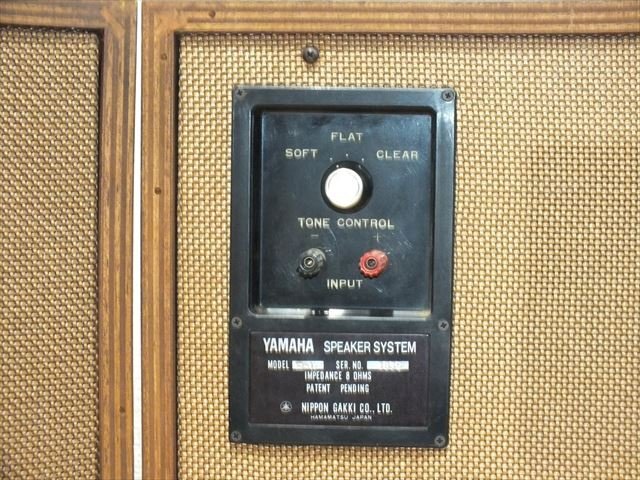 FLAT
SOFT CLEAR
TONE CONTROL
- +
INPUT
YAMAHA SPEAKER SYSTEM
MODEL SER. NO.
IMPEDANCE 8 OHMS
PATENT PENDING
NIPPON GAKKI CO., LTD.
HAMAMATSU JAPAN